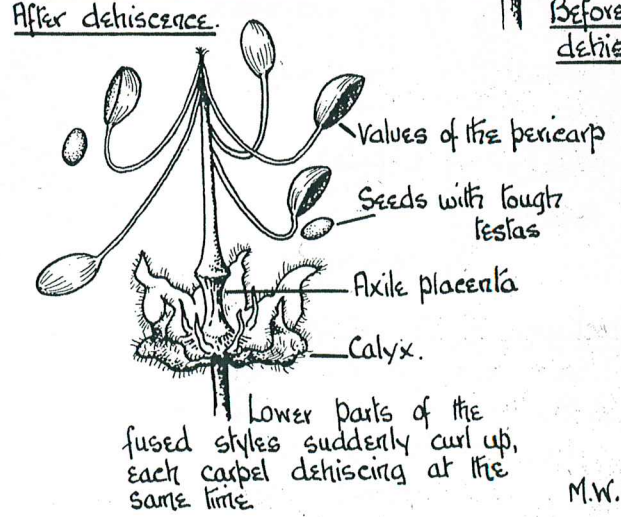 After dehiscence.
Before
dehis
Values of the pericarp
Seeds with tough
testas
Axile placenta
Calyx.
Lower parts of the
fused styles suddenly curl up,
each carpel dehiscing at the
same time
M.W.